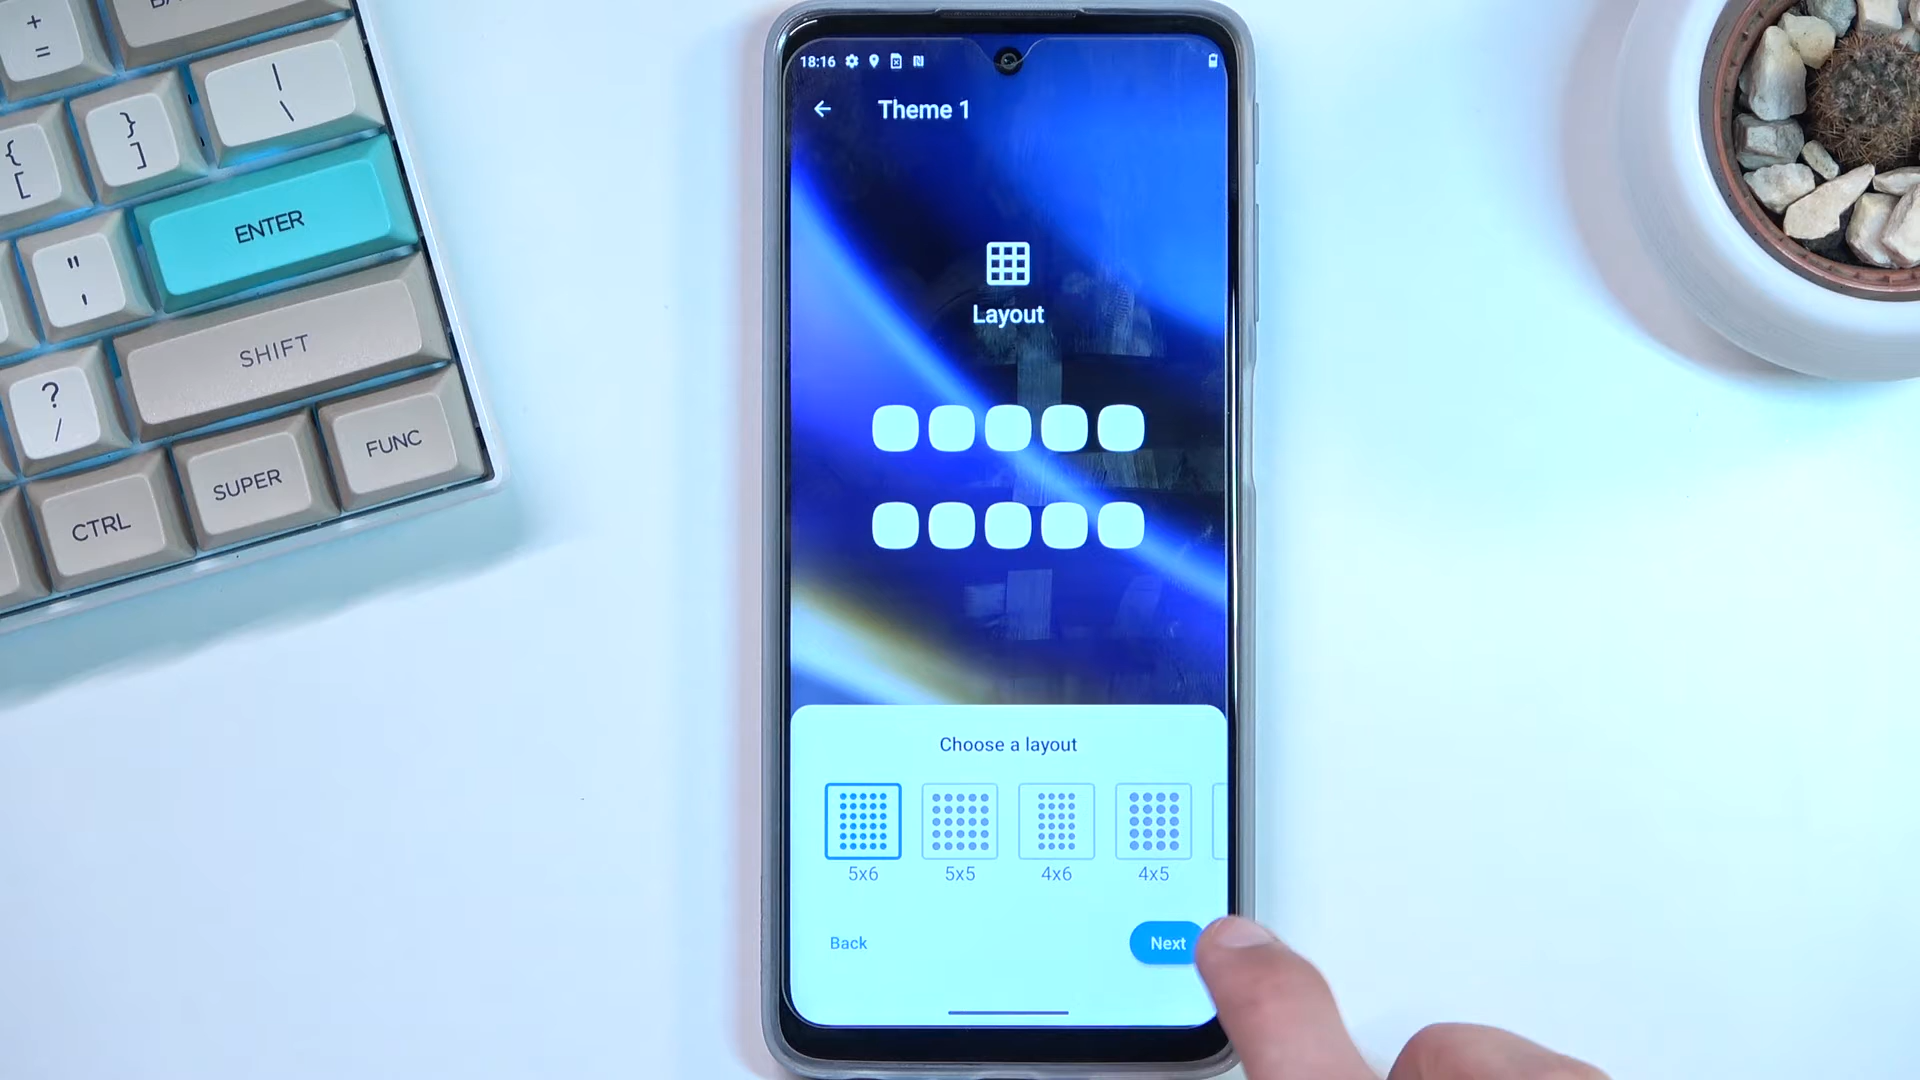 +
=
|
\
}
]
{
[
ENTER
"
'
SHIFT
?
/
FUNC
SUPER
CTRL
18:16
Theme 1
Layout
Choose a layout
5x6
5x5
4x6
4x5
Back
Next